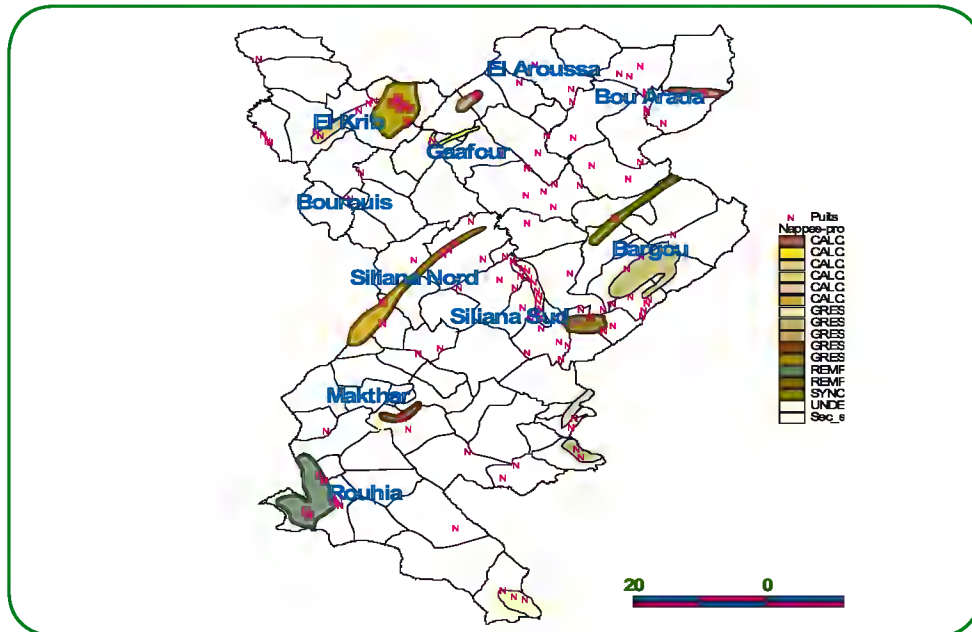 El Aroussa
Bou Arada
El Krib
Gaafour
Bourouis
Bargou
Siliana Nord
Siliana Sud
Makthar
Rouhia
N Puits
Nappes-pro
CALC
CALC
CALC
CALC
CALC
CALC
GRES
GRES
GRES
GRES
GRES
REMF
REMF
SYNC
UNDE
Sec_s
20 0